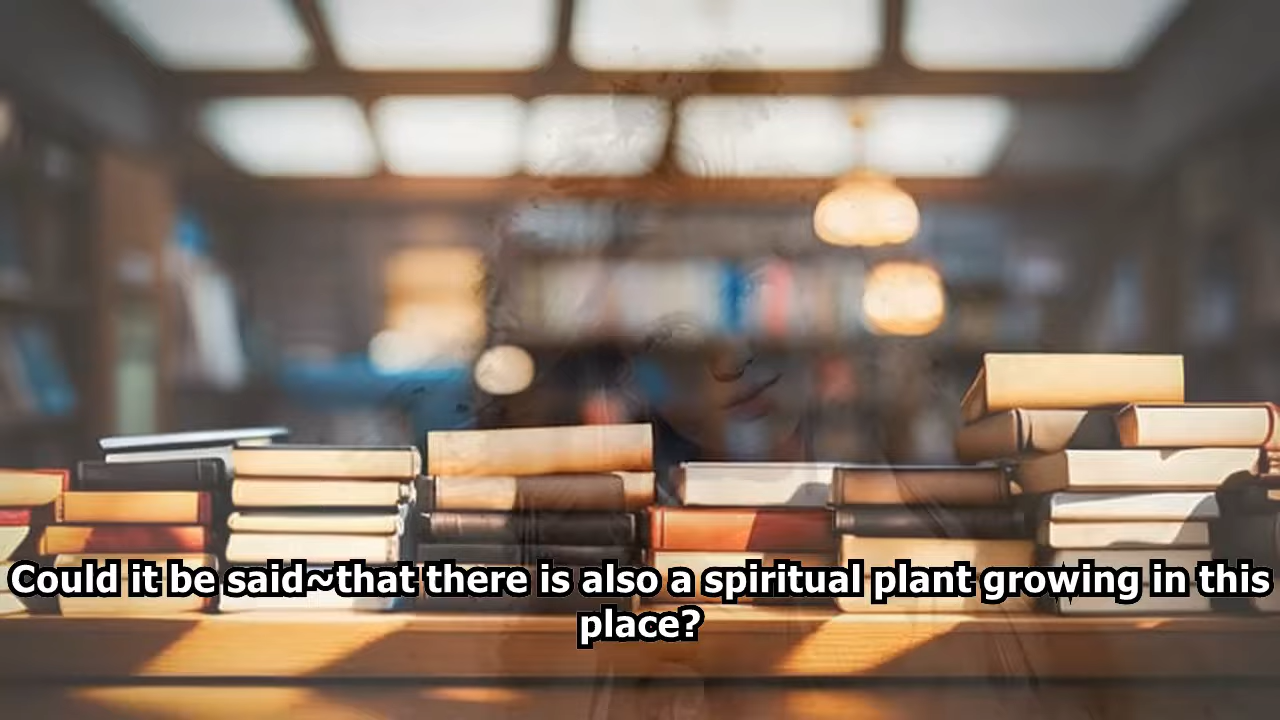 Could it be said~that there is also a spiritual plant growing in this
place?